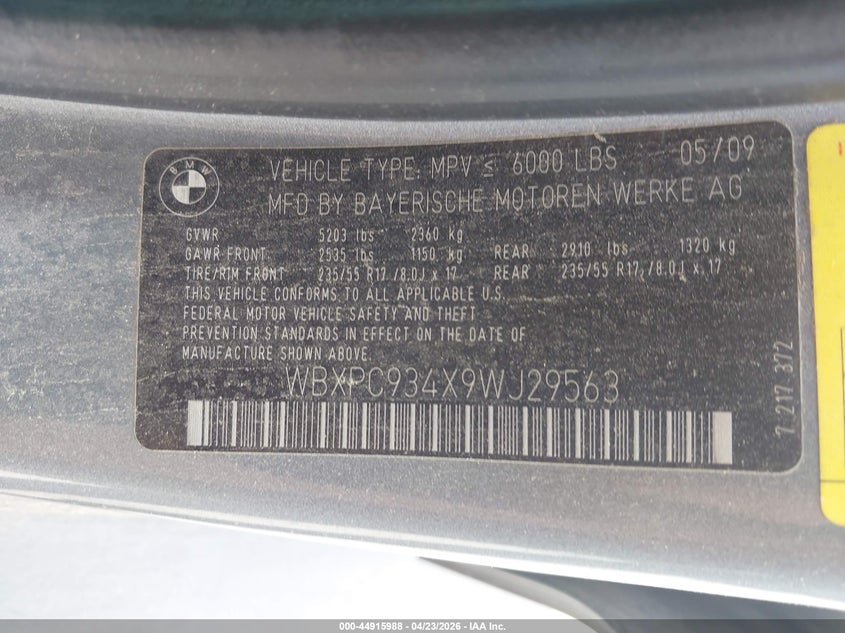 BMW
VEHICLE TYPE: MPV ≤ 6000 LBS 05/09
MFD BY BAYERISCHE MOTOREN WERKE AG
GVWR 5203 lbs 2360 kg
GAWR FRONT 2535 lbs 1150 kg REAR 2910 lbs 1320 kg
TIRE/RIM FRONT 235/55 R17 /8.0J x 17 REAR 235/55 R17 /8.0J x 17
THIS VEHICLE CONFORMS TO ALL APPLICABLE U.S.
FEDERAL MOTOR VEHICLE SAFETY AND THEFT
PREVENTION STANDARDS IN EFFECT ON THE DATE OF
MANUFACTURE SHOWN ABOVE.
WBXPC934X9WJ29563
7 217 372
000-44915988 | 04/23/2026 | IAA Inc.